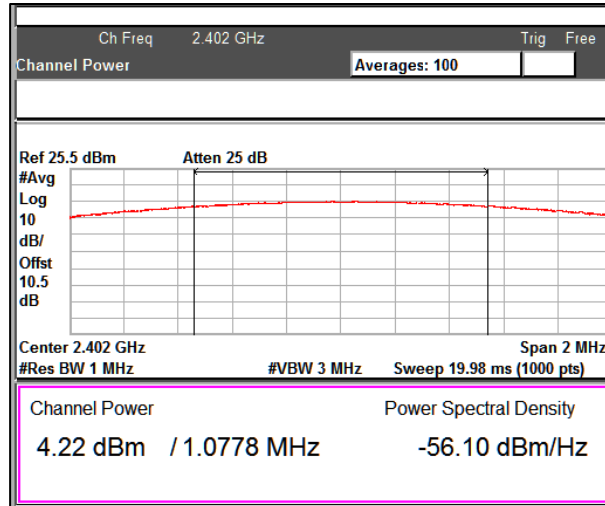 Ch Freq 2.402 GHz Trig Free
Channel Power Averages: 100
Ref 25.5 dBm Atten 25 dB
#Avg
Log
10
dB/
Offst
10.5
dB
Center 2.402 GHz Span 2 MHz
#Res BW 1 MHz #VBW 3 MHz Sweep 19.98 ms (1000 pts)
Channel Power Power Spectral Density
4.22 dBm / 1.0778 MHz -56.10 dBm/Hz